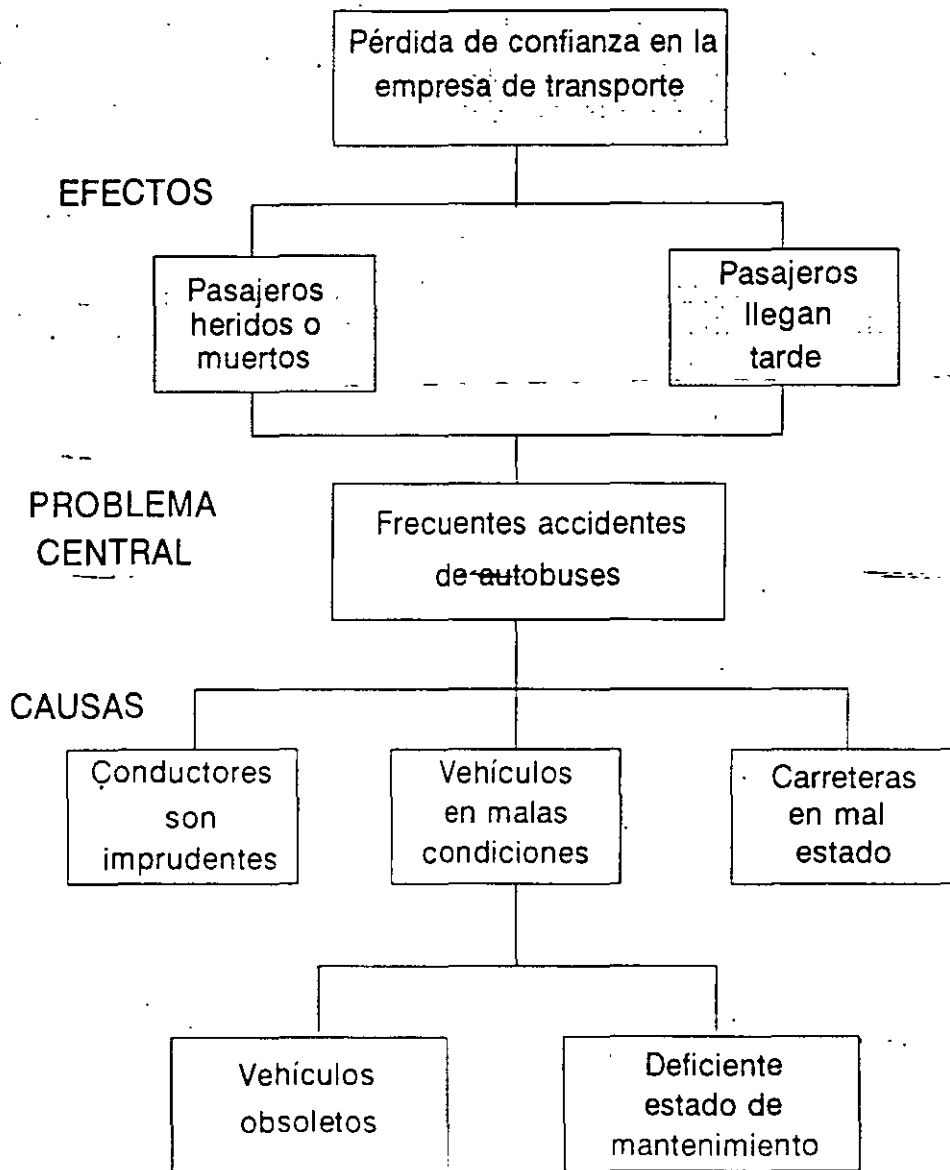 Pérdida de confianza en la
empresa de transporte
EFECTOS
Pasajeros
heridos o
muertos
Pasajeros
llegan
tarde
PROBLEMA
CENTRAL
Frecuentes accidentes
de autobuses
CAUSAS
Conductores
son
imprudentes
Vehículos
en malas
condiciones
Carreteras
en mal
estado
Vehículos
obsoletos
Deficiente
estado de
mantenimiento